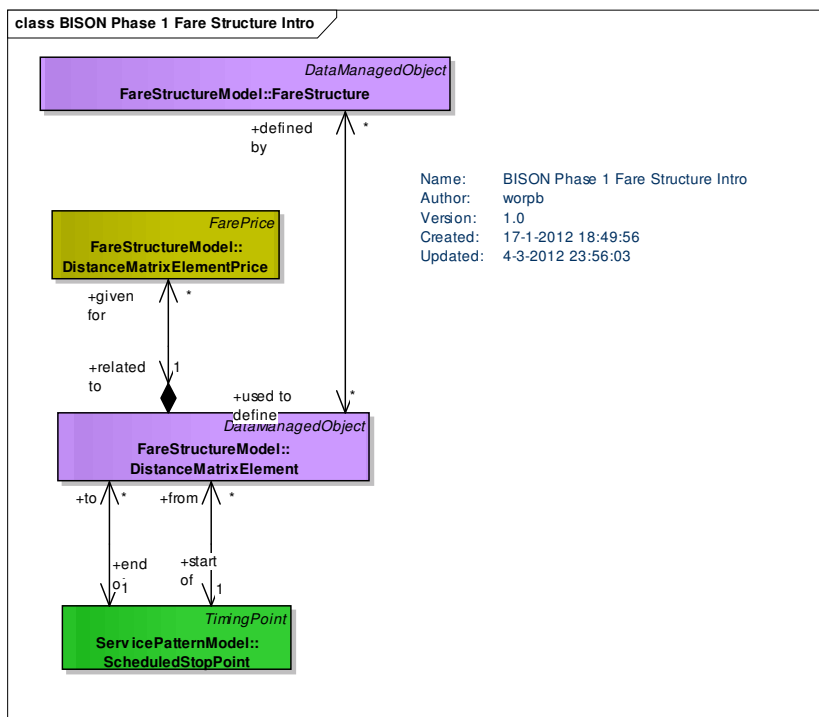 class BISON Phase 1 Fare Structure Intro
DataManagedObject
FareStructureModel::FareStructure
+defined
by
*
Name: BISON Phase 1 Fare Structure Intro
Author: worpb
Version: 1.0
Created: 17-1-2012 18:49:56
Updated: 4-3-2012 23:56:03
FarePrice
FareStructureModel::
DistanceMatrixElementPrice
+given
for
*
+related
to
1
+used to
define
*
DataManagedObject
FareStructureModel::
DistanceMatrixElement
+to
*
+from
*
+end
1
+start
of
1
TimingPoint
ServicePatternModel::
ScheduledStopPoint